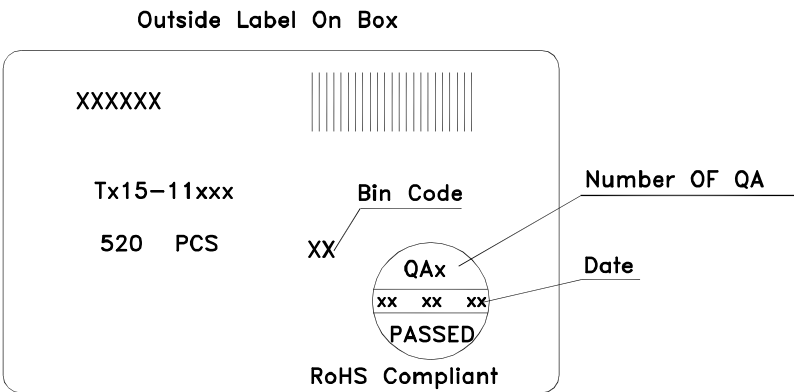 Outside Label On Box
XXXXXX
Tx15-11xxx
Bin Code
Number OF QA
520 PCS
XX
QAx
Date
xx xx xx
PASSED
RoHS Compliant